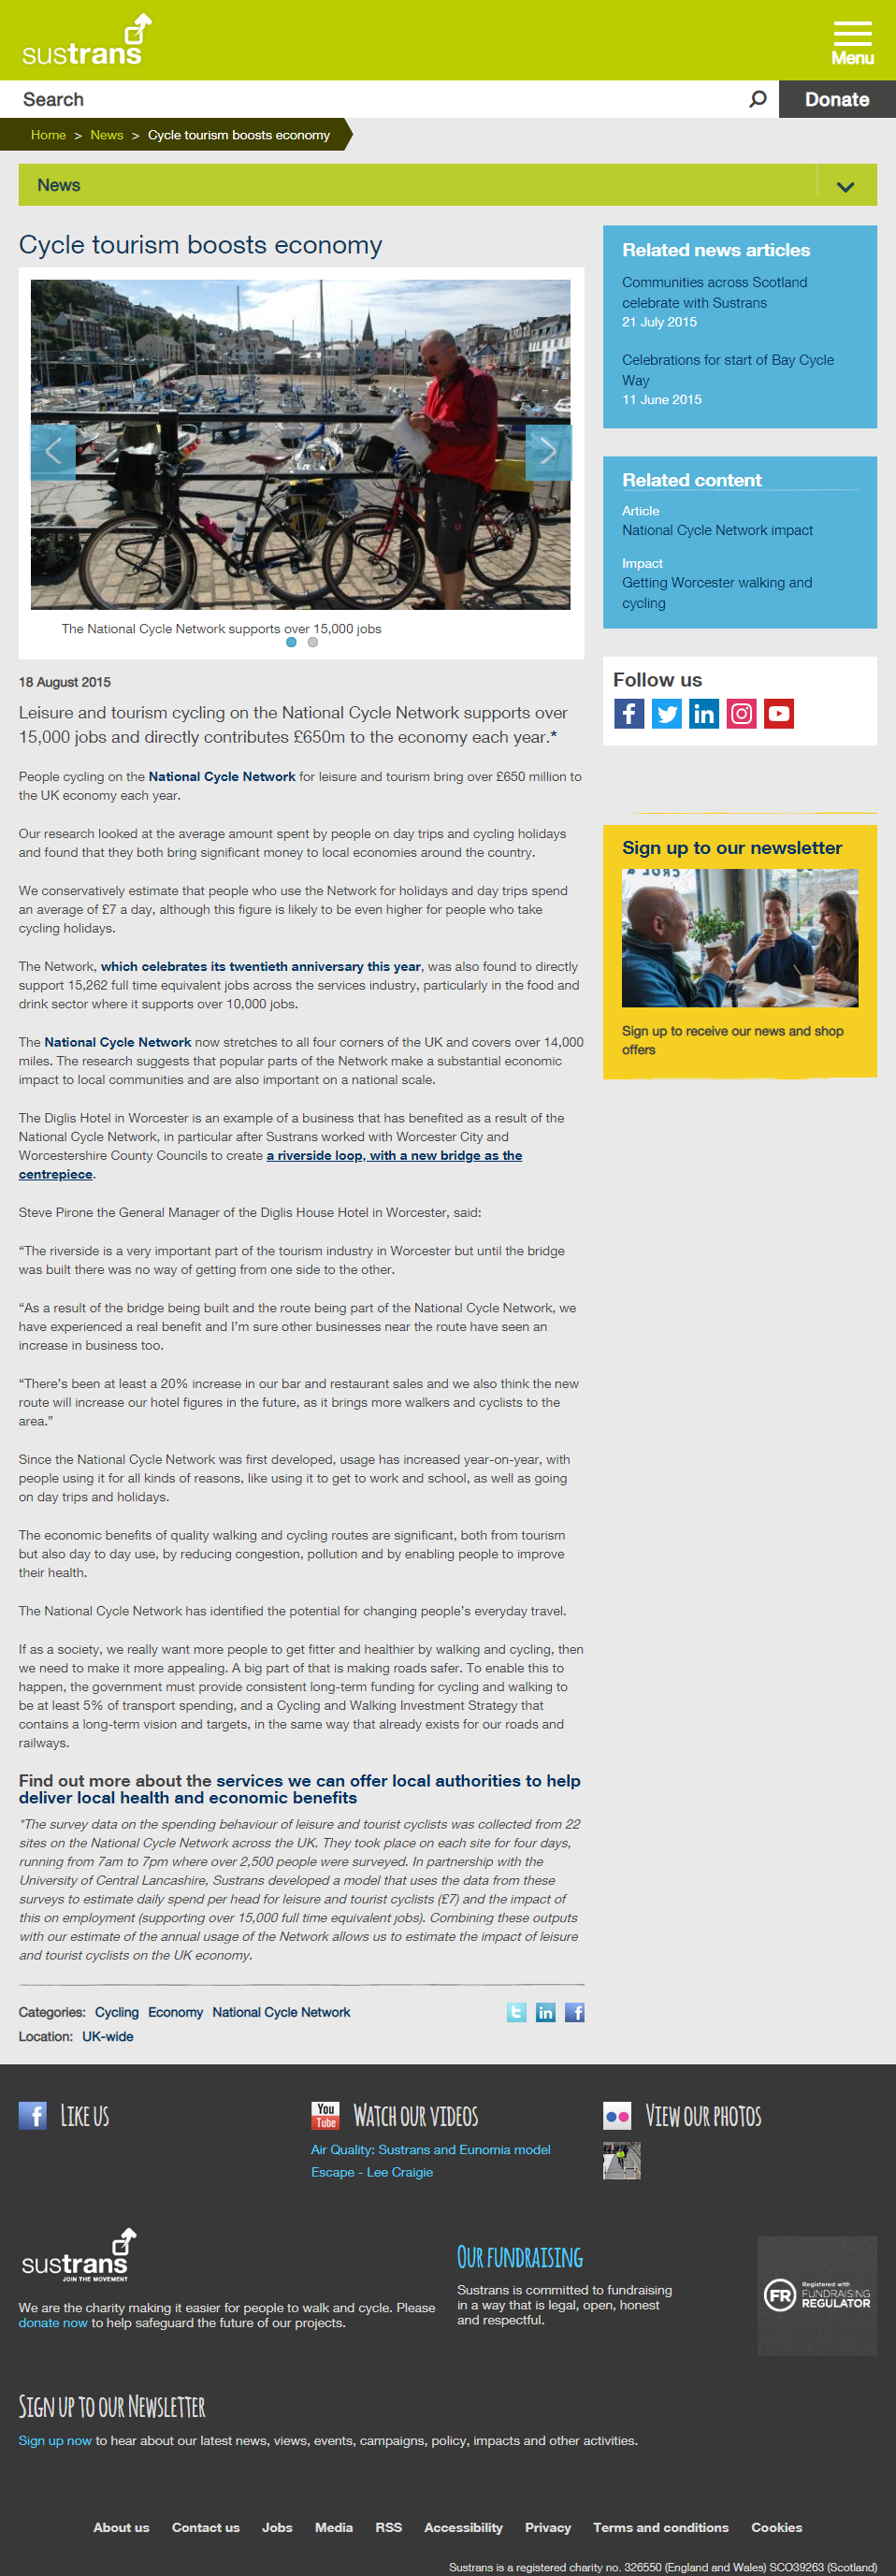 sustrans
Menu
Search
Donate
Home > News > Cycle tourism boosts economy
News
Cycle tourism boosts economy
The National Cycle Network supports over 15,000 jobs
18 August 2015
Leisure and tourism cycling on the National Cycle Network supports over
15,000 jobs and directly contributes £650m to the economy each year.*
People cycling on the National Cycle Network for leisure and tourism bring over £650 million to
the UK economy each year.
Our research looked at the average amount spent by people on day trips and cycling holidays
and found that they both bring significant money to local economies around the country.
We conservatively estimate that people who use the Network for holidays and day trips spend
an average of £7 a day, although this figure is likely to be even higher for people who take
cycling holidays.
The Network, which celebrates its twentieth anniversary this year, was also found to directly
support 15,262 full time equivalent jobs across the services industry, particularly in the food and
drink sector where it supports over 10,000 jobs.
The National Cycle Network now stretches to all four corners of the UK and covers over 14,000
miles. The research suggests that popular parts of the Network make a substantial economic
impact to local communities and are also important on a national scale.
The Diglis Hotel in Worcester is an example of a business that has benefited as a result of the
National Cycle Network, in particular after Sustrans worked with Worcester City and
Worcestershire County Councils to create a riverside loop, with a new bridge as the
centrepiece.
Steve Pirone the General Manager of the Diglis House Hotel in Worcester, said:
“The riverside is a very important part of the tourism industry in Worcester but until the bridge
was built there was no way of getting from one side to the other.
“As a result of the bridge being built and the route being part of the National Cycle Network, we
have experienced a real benefit and I’m sure other businesses near the route have seen an
increase in business too.
“There’s been at least a 20% increase in our bar and restaurant sales and we also think the new
route will increase our hotel figures in the future, as it brings more walkers and cyclists to the
area.”
Since the National Cycle Network was first developed, usage has increased year-on-year, with
people using it for all kinds of reasons, like using it to get to work and school, as well as going
on day trips and holidays.
The economic benefits of quality walking and cycling routes are significant, both from tourism
but also day to day use, by reducing congestion, pollution and by enabling people to improve
their health.
The National Cycle Network has identified the potential for changing people’s everyday travel.
If as a society, we really want more people to get fitter and healthier by walking and cycling, then
we need to make it more appealing. A big part of that is making roads safer. To enable this to
happen, the government must provide consistent long-term funding for cycling and walking to
be at least 5% of transport spending, and a Cycling and Walking Investment Strategy that
contains a long-term vision and targets, in the same way that already exists for our roads and
railways.
Find out more about the services we can offer local authorities to help
deliver local health and economic benefits
*The survey data on the spending behaviour of leisure and tourist cyclists was collected from 22
sites on the National Cycle Network across the UK. They took place on each site for four days,
running from 7am to 7pm where over 2,500 people were surveyed. In partnership with the
University of Central Lancashire, Sustrans developed a model that uses the data from these
surveys to estimate daily spend per head for leisure and tourist cyclists (£7) and the impact of
this on employment (supporting over 15,000 full time equivalent jobs). Combining these outputs
with our estimate of the annual usage of the Network allows us to estimate the impact of leisure
and tourist cyclists on the UK economy.
Categories: Cycling Economy National Cycle Network
Location: UK-wide
Related news articles
Communities across Scotland
celebrate with Sustrans
21 July 2015
Celebrations for start of Bay Cycle
Way
11 June 2015
Related content
Article
National Cycle Network impact
Impact
Getting Worcester walking and
cycling
Follow us
Sign up to our newsletter
Sign up to receive our news and shop
offers
Like us
You Tube
Watch our videos
Air Quality: Sustrans and Eunomia model
Escape - Lee Craigie
View our photos
sustrans
JOIN THE MOVEMENT
We are the charity making it easier for people to walk and cycle. Please
donate now to help safeguard the future of our projects.
Our fundraising
Sustrans is committed to fundraising
in a way that is legal, open, honest
and respectful.
FR
Registered with
FUNDRAISING
REGULATOR
Sign up to our Newsletter
Sign up now to hear about our latest news, views, events, campaigns, policy, impacts and other activities.
About us Contact us Jobs Media RSS Accessibility Privacy Terms and conditions Cookies
Sustrans is a registered charity no. 326550 (England and Wales) SCO39263 (Scotland)